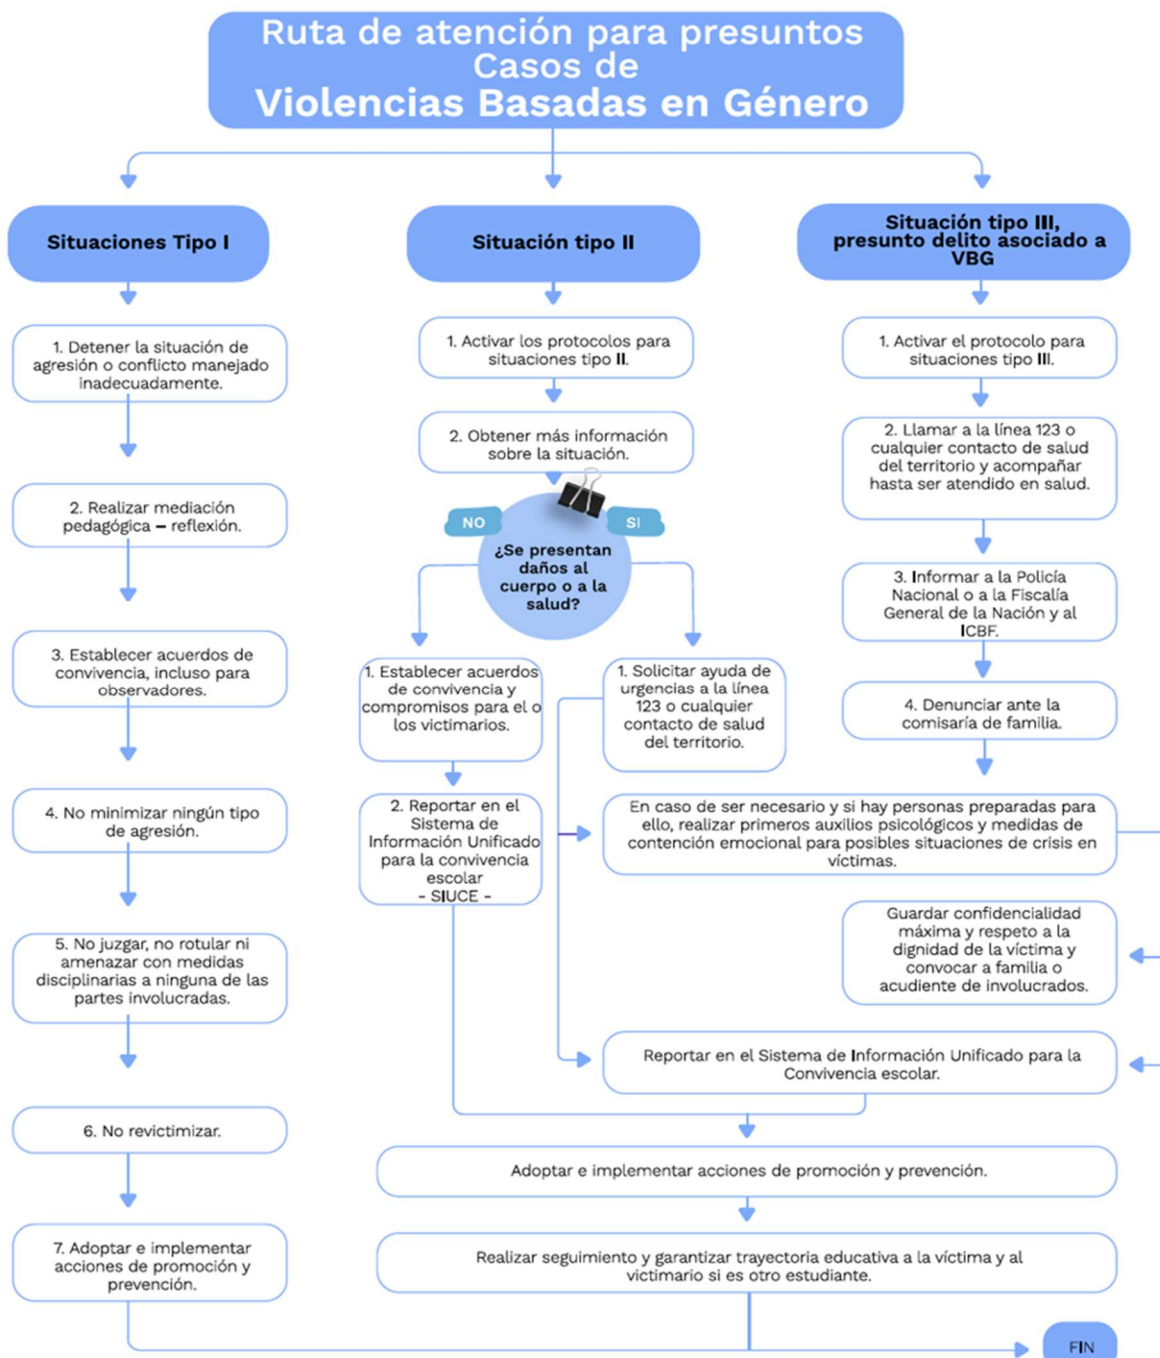 Ruta de atención para presuntos
Casos de
Violencias Basadas en Género
Situaciones Tipo I
1. Detener la situación de
agresión o conflicto manejado
inadecuadamente.
2. Realizar mediación
pedagógica – reflexión.
3. Establecer acuerdos de
convivencia, incluso para
observadores.
4. No minimizar ningún tipo
de agresión.
5. No juzgar, no rotular ni
amenazar con medidas
disciplinarias a ninguna de las
partes involucradas.
6. No revictimizar.
7. Adoptar e implementar
acciones de promoción y
prevención.
Situación tipo II
1. Activar los protocolos para
situaciones tipo II.
2. Obtener más información
sobre la situación.
NO
SI
¿Se presentan
daños al
cuerpo o a la
salud?
1. Establecer acuerdos
de convivencia y
compromisos para el o
los victimarios.
2. Reportar en el
Sistema de
Información Unificado
para la convivencia
escolar
- SIUCE -
1. Solicitar ayuda de
urgencias a la línea
123 o cualquier
contacto de salud
del territorio.
Situación tipo III,
presunto delito asociado a
VBG
1. Activar el protocolo para
situaciones tipo III.
2. Llamar a la línea 123 o
cualquier contacto de salud
del territorio y acompañar
hasta ser atendido en salud.
3. Informar a la Policía
Nacional o a la Fiscalía
General de la Nación y al
ICBF.
4. Denunciar ante la
comisaría de familia.
En caso de ser necesario y si hay personas preparadas para
ello, realizar primeros auxilios psicológicos y medidas de
contención emocional para posibles situaciones de crisis en
víctimas.
Guardar confidencialidad
máxima y respeto a la
dignidad de la víctima y
convocar a familia o
acudiente de involucrados.
Reportar en el Sistema de Información Unificado para la
Convivencia escolar.
Adoptar e implementar acciones de promoción y prevención.
Realizar seguimiento y garantizar trayectoria educativa a la víctima y al
victimario si es otro estudiante.
FIN